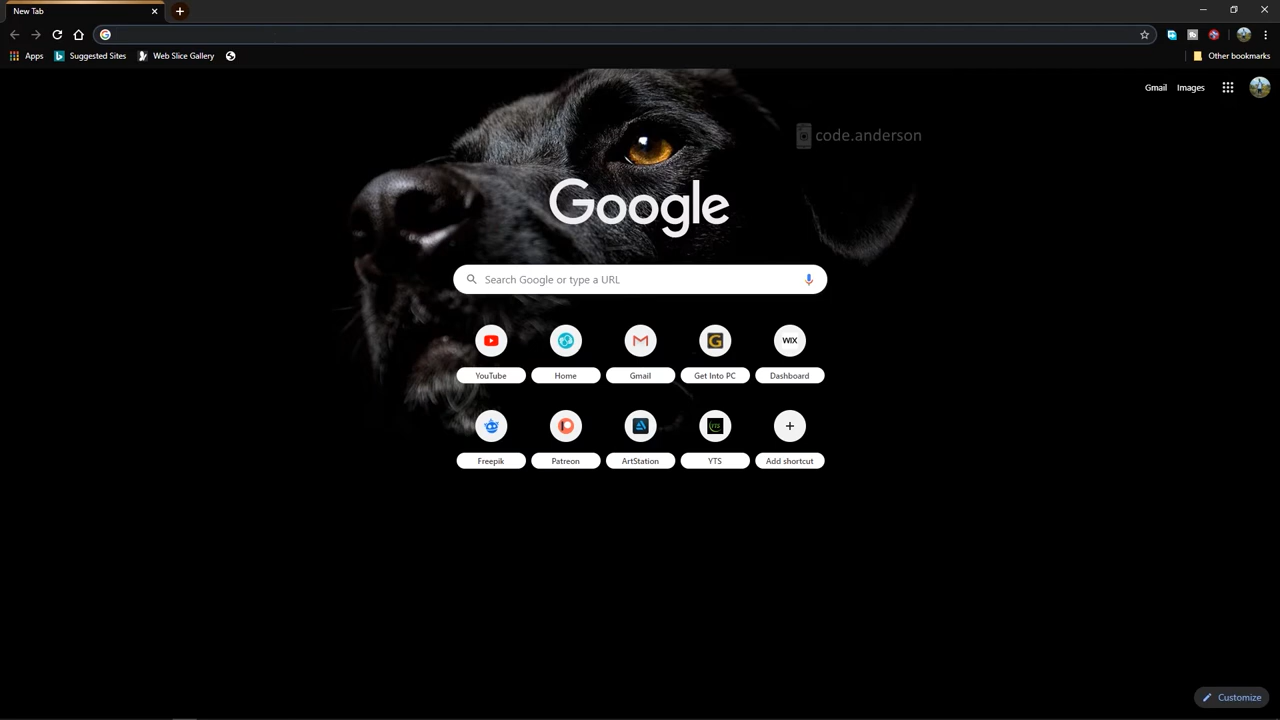 New Tab
Apps Suggested Sites Web Slice Gallery Other bookmarks
Gmail Images
code.anderson
Google
Search Google or type a URL
G WIX
YouTube Home Gmail Get Into PC Dashboard
Freepik Patreon ArtStation YTS Add shortcut
Customize